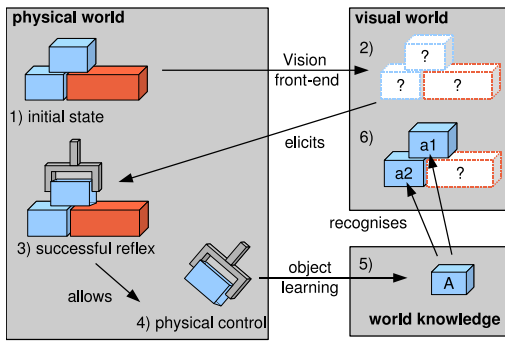 physical world
1) initial state
Vision
front-end
visual world
2)
?
? ?
elicits
6)
a1
a2 ?
recognises
3) successful reflex
allows
4) physical control
object
learning
5)
A
world knowledge